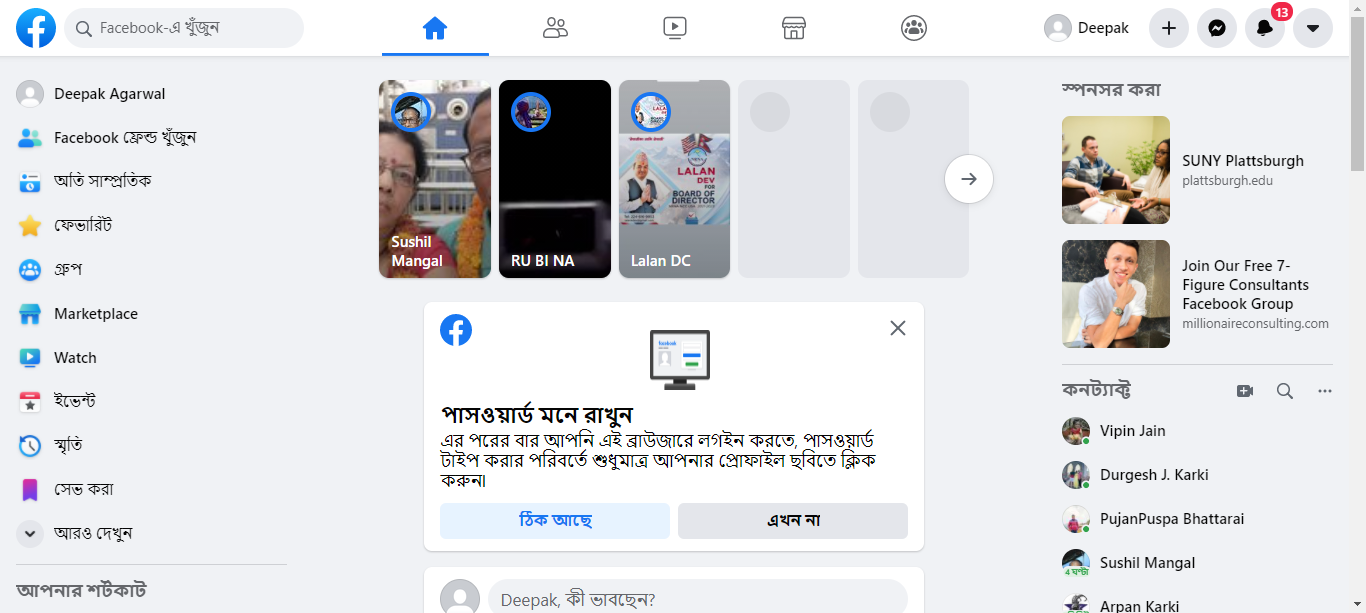 Facebook-এ খুঁজুন
Deepak
13
Deepak Agarwal
Facebook ফ্রেন্ড খুঁজুন
অতি সাম্প্রতিক
ফেভারিট
গ্রুপ
Marketplace
Watch
ইভেন্ট
স্মৃতি
সেভ করা
আরও দেখুন
আপনার শর্টকাট
Sushil
Mangal
RU BI NA
LALAN
DEV
FOR
BOARD OF
DIRECTOR
Lalan DC
facebook
পাসওয়ার্ড মনে রাখুন
এর পরের বার আপনি এই ব্রাউজারে লগইন করতে, পাসওয়ার্ড
টাইপ করার পরিবর্তে শুধুমাত্র আপনার প্রোফাইল ছবিতে ক্লিক
করুন।
ঠিক আছে
এখন না
Deepak, কী ভাবছেন?
স্পনসর করা
SUNY Plattsburgh
plattsburgh.edu
Join Our Free 7-
Figure Consultants
Facebook Group
millionaireconsulting.com
কনট্যাক্ট
Vipin Jain
Durgesh J. Karki
PujanPuspa Bhattarai
Sushil Mangal
4 ঘণ্টা
Arpan Karki